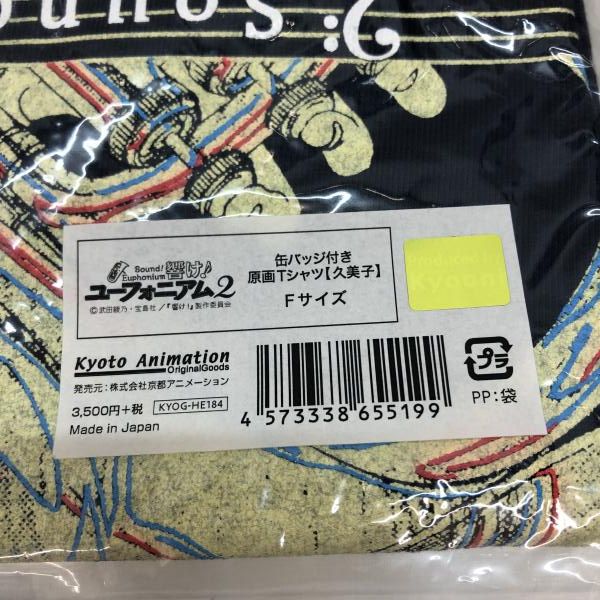 Soun
Sound!
Euphonium
響け♪
ユーフォニアム2
©武田綾乃・宝島社/『響け!』製作委員会
缶バッジ付き
原画Tシャツ【久美子】
Fサイズ
Produced by
Kyoto
Kyoto Animation
OriginalGoods
発売元:株式会社京都アニメーション
3,500円+税
KYOG-HE184
Made in Japan
4 573338 655199
プラ
PP:袋